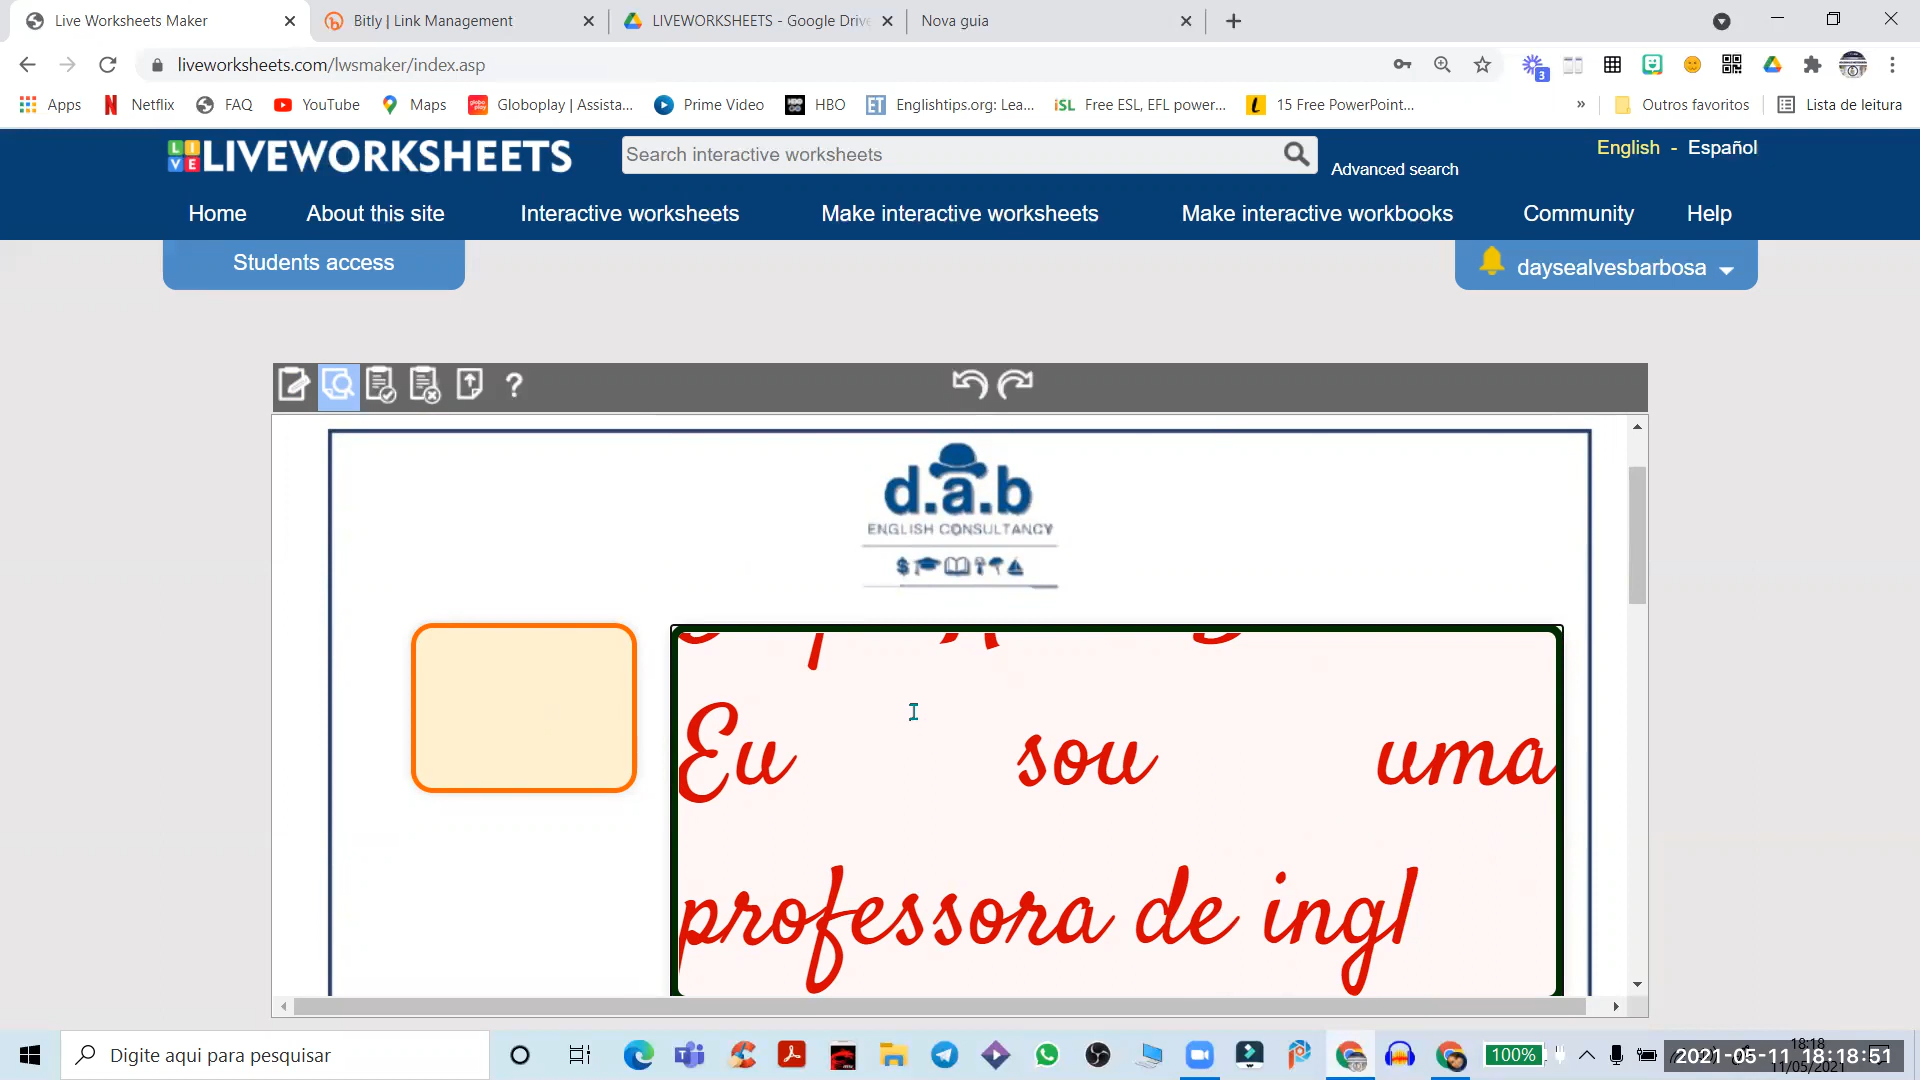 Live Worksheets Maker
Bitly | Link Management
LIVEWORKSHEETS - Google Drive
Nova guia
liveworksheets.com/lwsmaker/index.asp
3
Apps
Netflix
FAQ
YouTube
Maps
Globoplay | Assista...
Prime Video
HBO
Englishtips.org: Lea...
Free ESL, EFL power...
15 Free PowerPoint...
»
Outros favoritos
Lista de leitura
LIVE LIVEWORKSHEETS
Search interactive worksheets
Advanced search
English - Español
Home
About this site
Interactive worksheets
Make interactive worksheets
Make interactive workbooks
Community
Help
Students access
daysealvesbarbosa
?
d.a.b
ENGLISH CONSULTANCY
Eu sou uma
professora de ingl
Digite aqui para pesquisar
100%
18:18
11/05/2021
2021-05-11 18:18:51